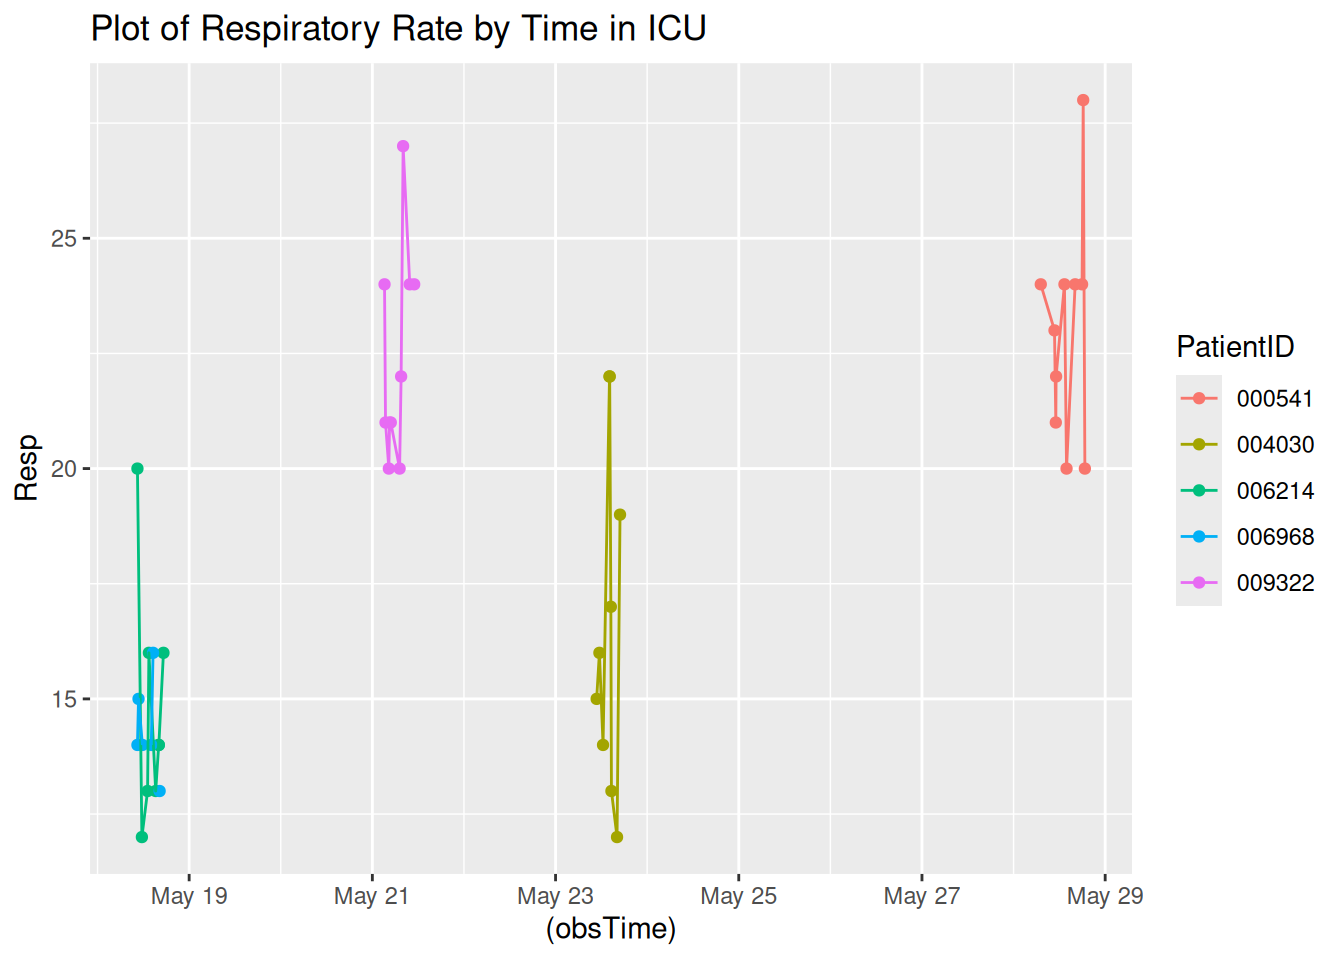 Plot of Respiratory Rate by Time in ICU
25
20
15
Resp
May 19 May 21 May 23 May 25 May 27 May 29
(obsTime)
PatientID
000541
004030
006214
006968
009322